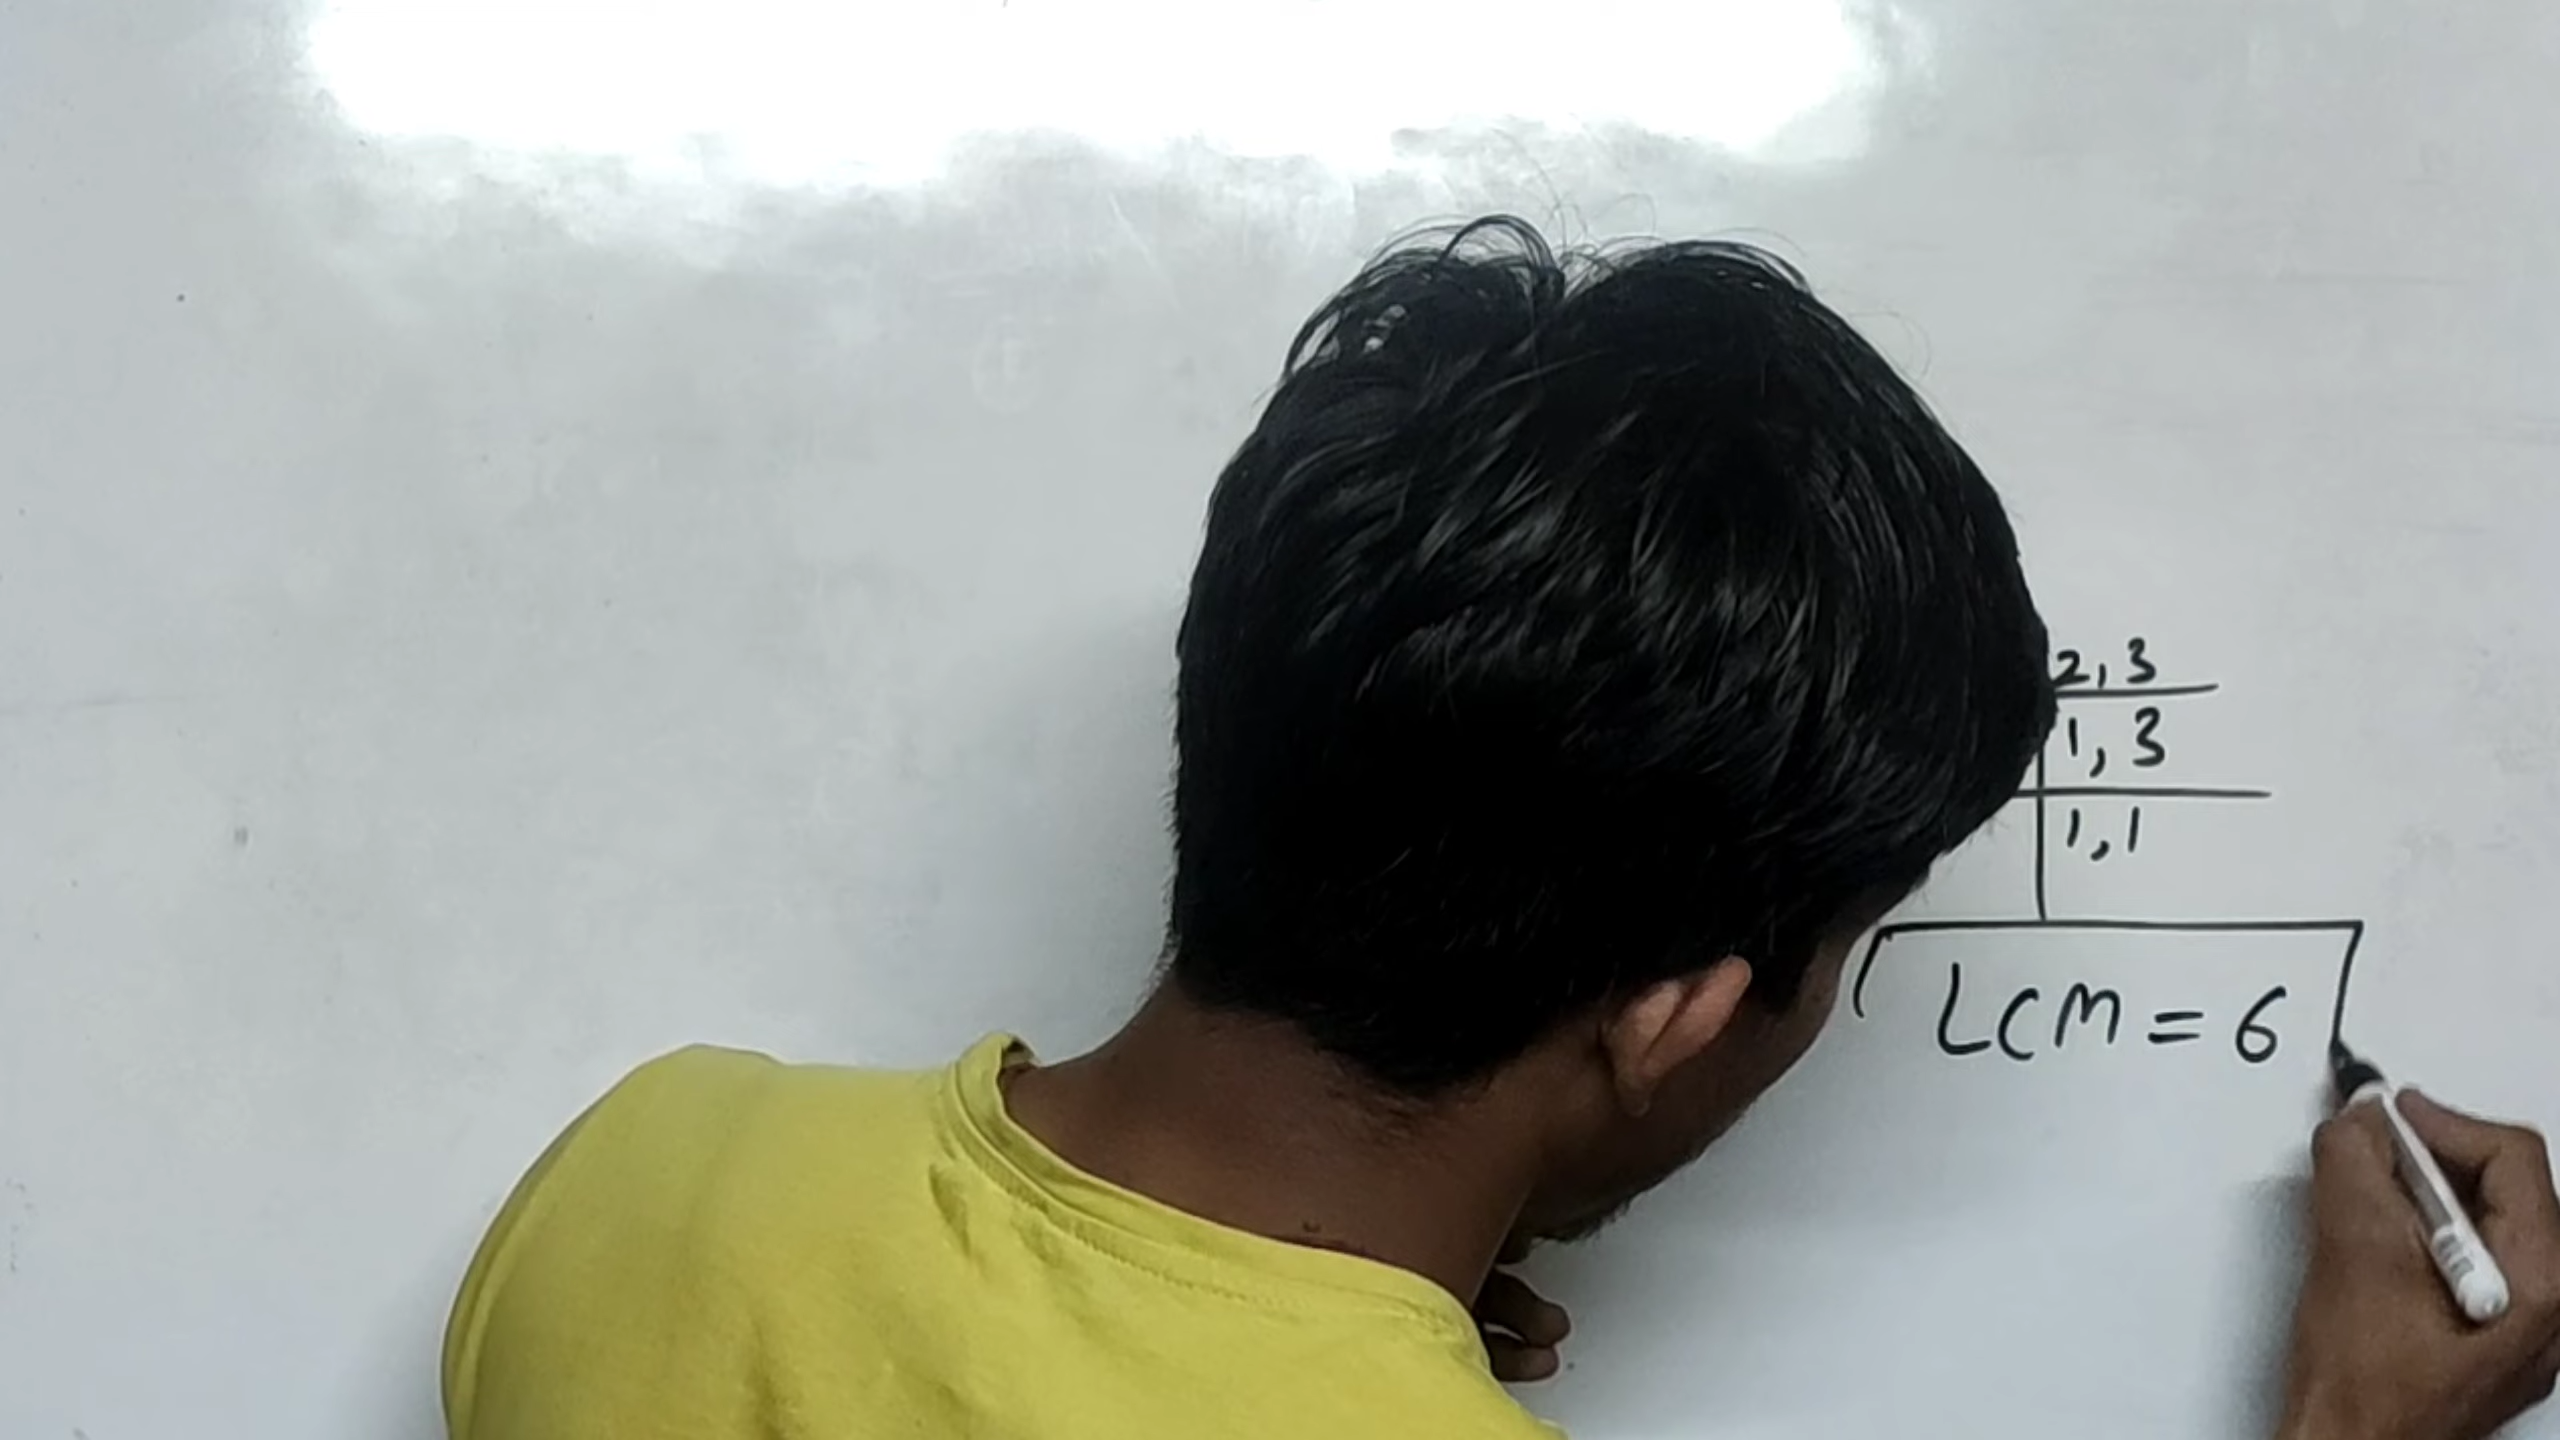 2, 3
1, 3
1, 1
LCM = 6